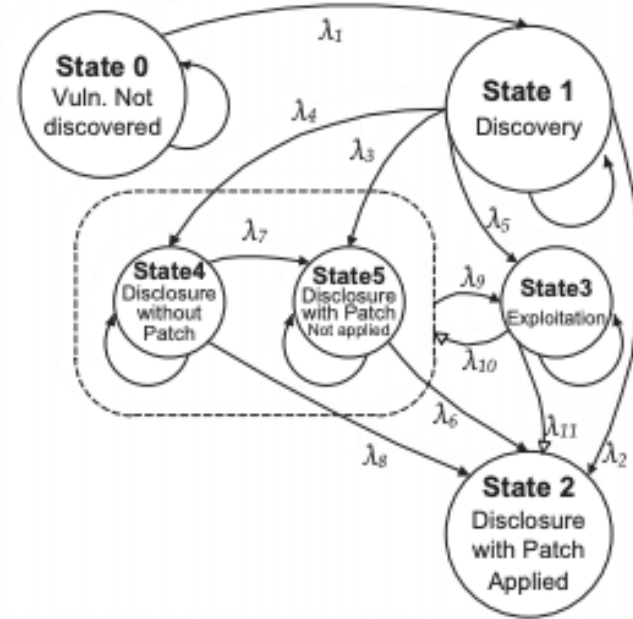 λ1
State 0
Vuln. Not
discovered
State 1
Discovery
λ4
λ3
λ5
λ7
State4
Disclosure
without
Patch
State5
Disclosure
with Patch
Not applied
λ9
State3
Exploitation
λ10
λ6
λ11
λ8
λ2
State 2
Disclosure
with Patch
Applied